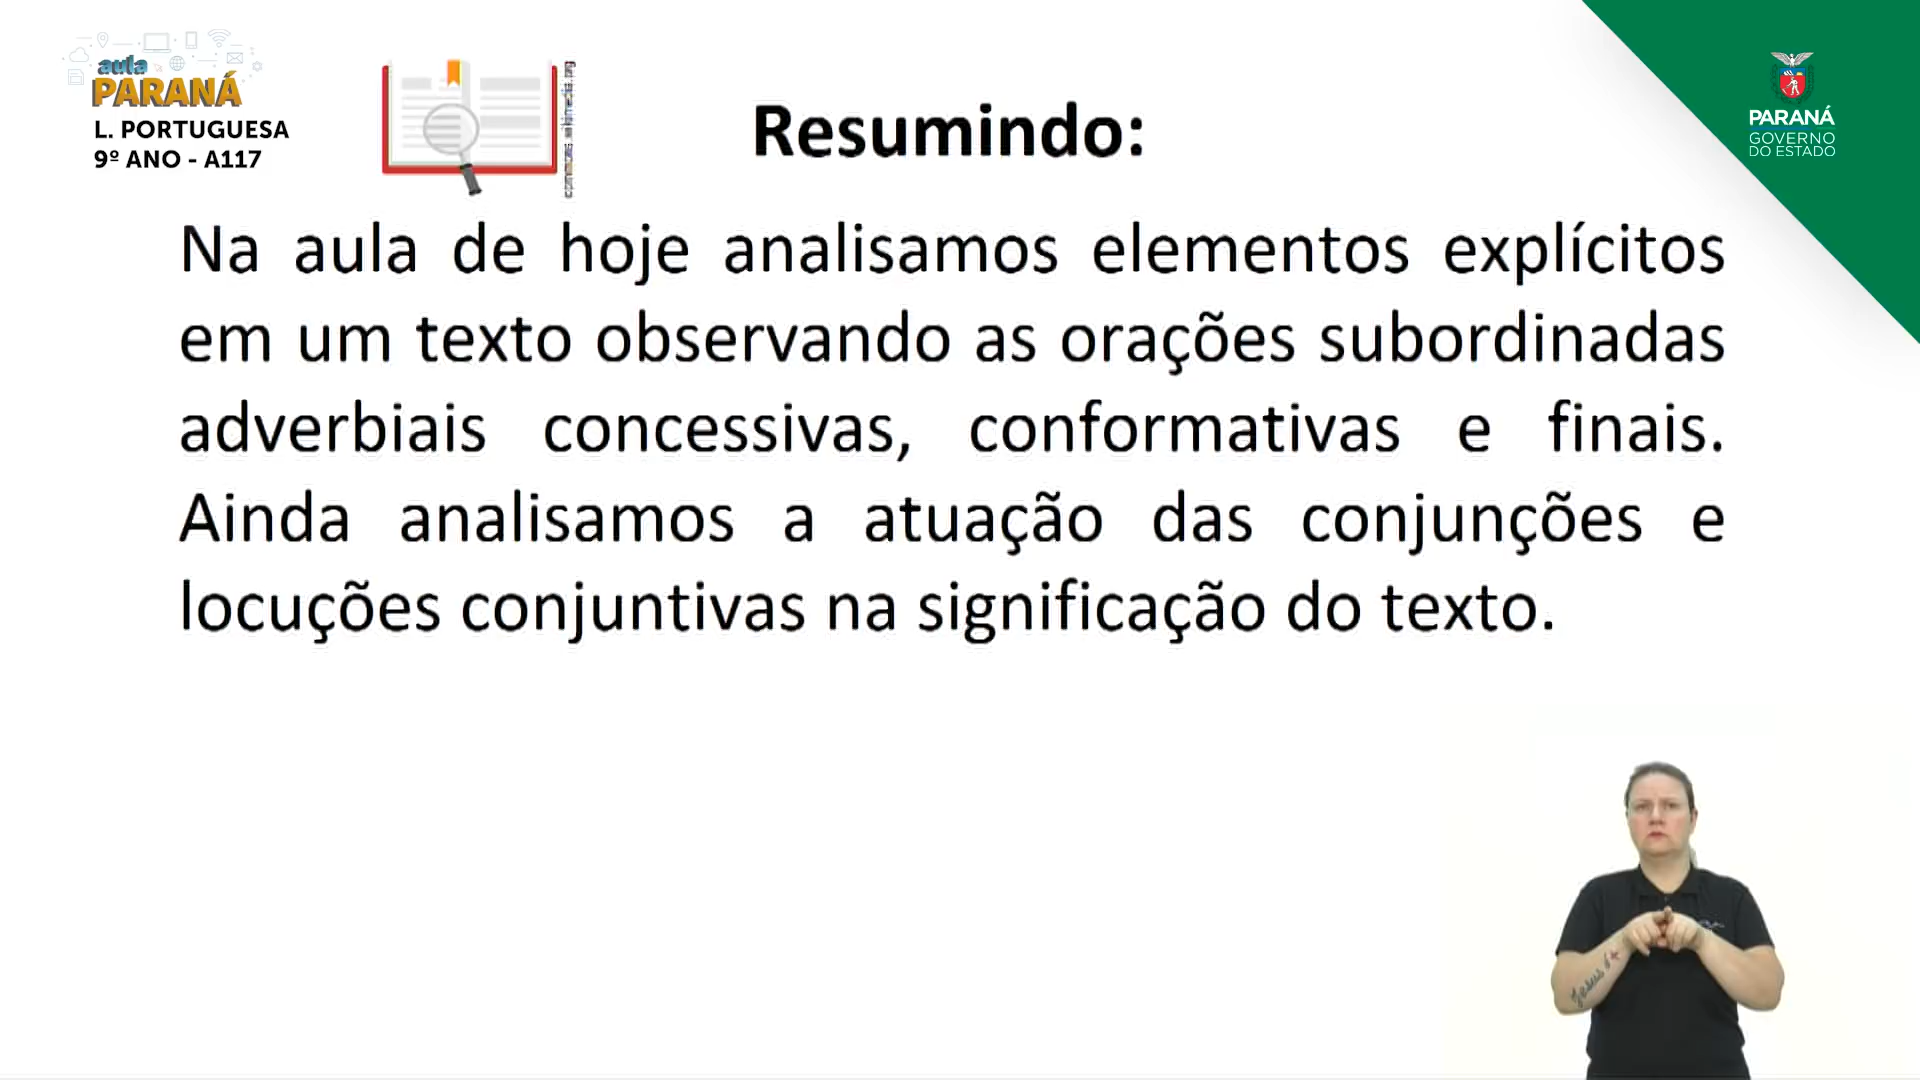 aula
PARANÁ
L. PORTUGUESA
9º ANO - A117
Resumindo:
PARANÁ
GOVERNO
DO ESTADO
Na aula de hoje analisamos elementos explícitos
em um texto observando as orações subordinadas
adverbiais concessivas, conformativas e finais.
Ainda analisamos a atuação das conjunções e
locuções conjuntivas na significação do texto.
Jesus